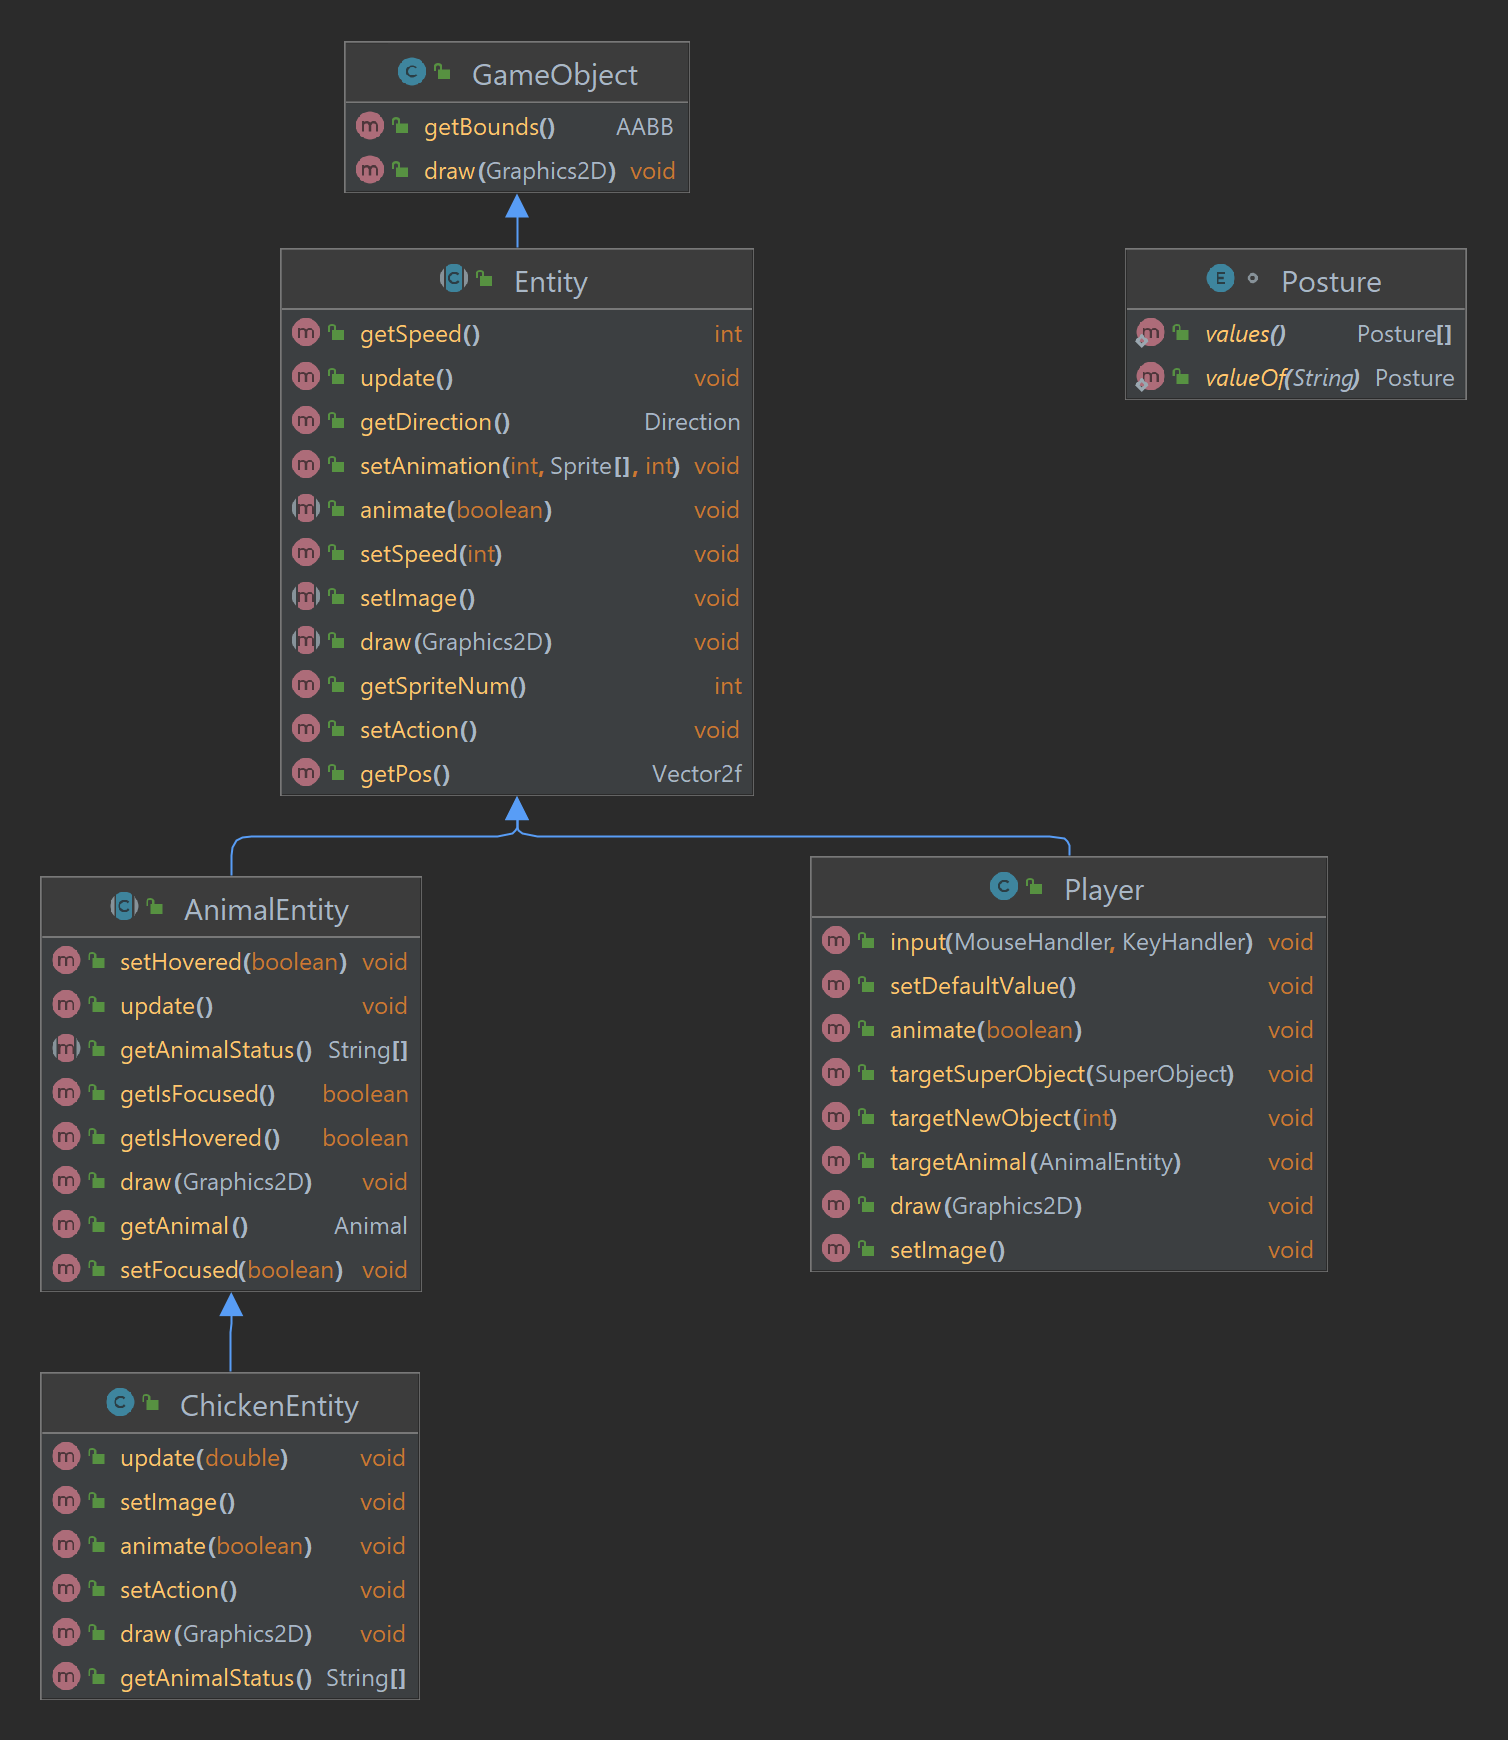 GameObject
getBounds() AABB
draw(Graphics2D) void
Entity
getSpeed() int
update() void
getDirection() Direction
setAnimation(int, Sprite[], int) void
animate(boolean) void
setSpeed(int) void
setImage() void
draw(Graphics2D) void
getSpriteNum() int
setAction() void
getPos() Vector2f
Posture
values() Posture[]
valueOf(String) Posture
AnimalEntity
setHovered(boolean) void
update() void
getAnimalStatus() String[]
getIsFocused() boolean
getIsHovered() boolean
draw(Graphics2D) void
getAnimal() Animal
setFocused(boolean) void
Player
input(MouseHandler, KeyHandler) void
setDefaultValue() void
animate(boolean) void
targetSuperObject(SuperObject) void
targetNewObject(int) void
targetAnimal(AnimalEntity) void
draw(Graphics2D) void
setImage() void
ChickenEntity
update(double) void
setImage() void
animate(boolean) void
setAction() void
draw(Graphics2D) void
getAnimalStatus() String[]